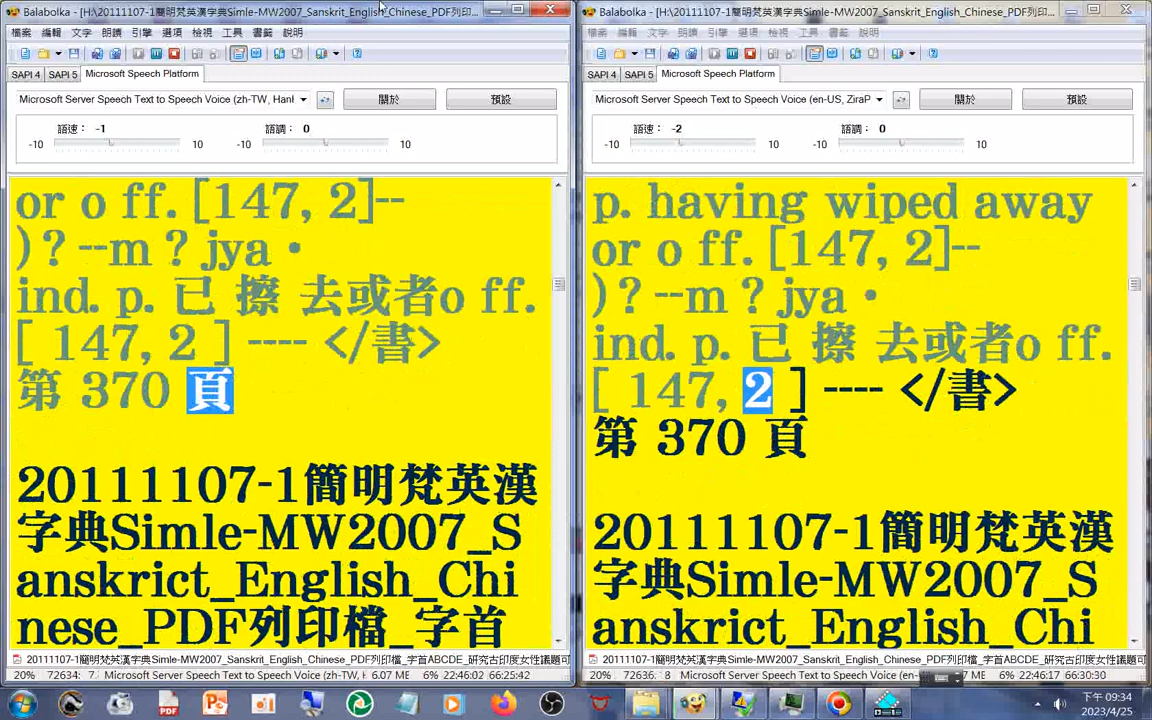 Balabolka - [H:\20111107-1簡明梵英漢字典Simle-MW2007_Sanskrit_English_Chinese_PDF列印...
檔案 編輯 文字 朗讀 引擎 選項 檢視 工具 書籤 說明
SAPI 4 SAPI 5 Microsoft Speech Platform
Microsoft Server Speech Text to Speech Voice (zh-TW, HanI
關於
預設
語速： -1
語調： 0
-10 10 -10 10
or o ff. [147, 2]--
)？--m？jya •
ind. p. 已 擦 去或者o ff.
[ 147, 2 ] ---- </書>
第 370 頁
20111107-1簡明梵英漢
字典Simle-MW2007_S
anskrict_English_Chi
nese_PDF列印檔_字首
20111107-1簡明梵英漢字典Simle-MW2007_Sanskrit_English_Chinese_PDF列印檔_字首ABCDE_研究古印度女性議題可
20% 72634: 7 Microsoft Server Speech Text to Speech Voice (zh-TW, H 6.07 ME 6% 22:46:02 66:25:42
Balabolka - [H:\20111107-1簡明梵英漢字典Simle-MW2007_Sanskrit_English_Chinese_PDF列印...
檔案 編輯 文字 朗讀 引擎 選項 檢視 工具 書籤 說明
SAPI 4 SAPI 5 Microsoft Speech Platform
Microsoft Server Speech Text to Speech Voice (en-US, ZiraP
關於
預設
語速： -2
語調： 0
-10 10 -10 10
p. having wiped away
or o ff. [147, 2]--
)？--m？jya •
ind. p. 已 擦 去或者o ff.
[ 147, 2 ] ---- </書>
第 370 頁
20111107-1簡明梵英漢
字典Simle-MW2007_S
anskrict_English_Chi
20111107-1簡明梵英漢字典Simle-MW2007_Sanskrit_English_Chinese_PDF列印檔_字首ABCDE_研究古印度女性議題可
20% 72636: 8 Microsoft Server Speech Text to Speech Voice (en-US, 6% 22:46:17 66:30:30
下午 09:34
2023/4/25